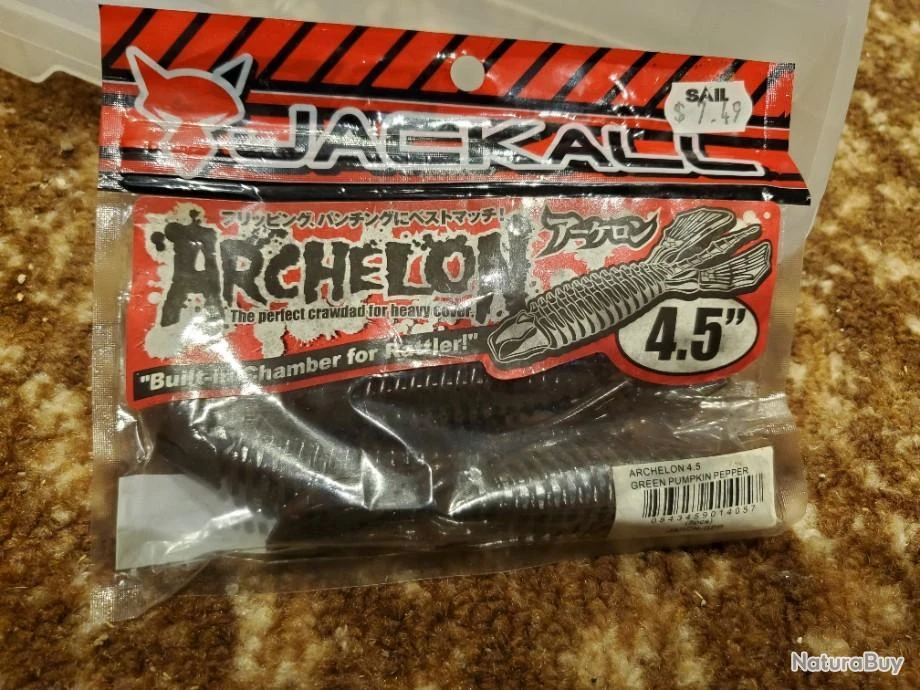 SAIL
$ 7.49
JACKALL
フリッピング、パンチングにベストマッチ!
ARCHELON
アーケロン
The perfect crawdad for heavy cover.
4.5"
"Built-in Chamber for Rattler!"
ARCHELON 4.5
GREEN PUMPKIN PEPPER
0843459014057
NaturaBuy